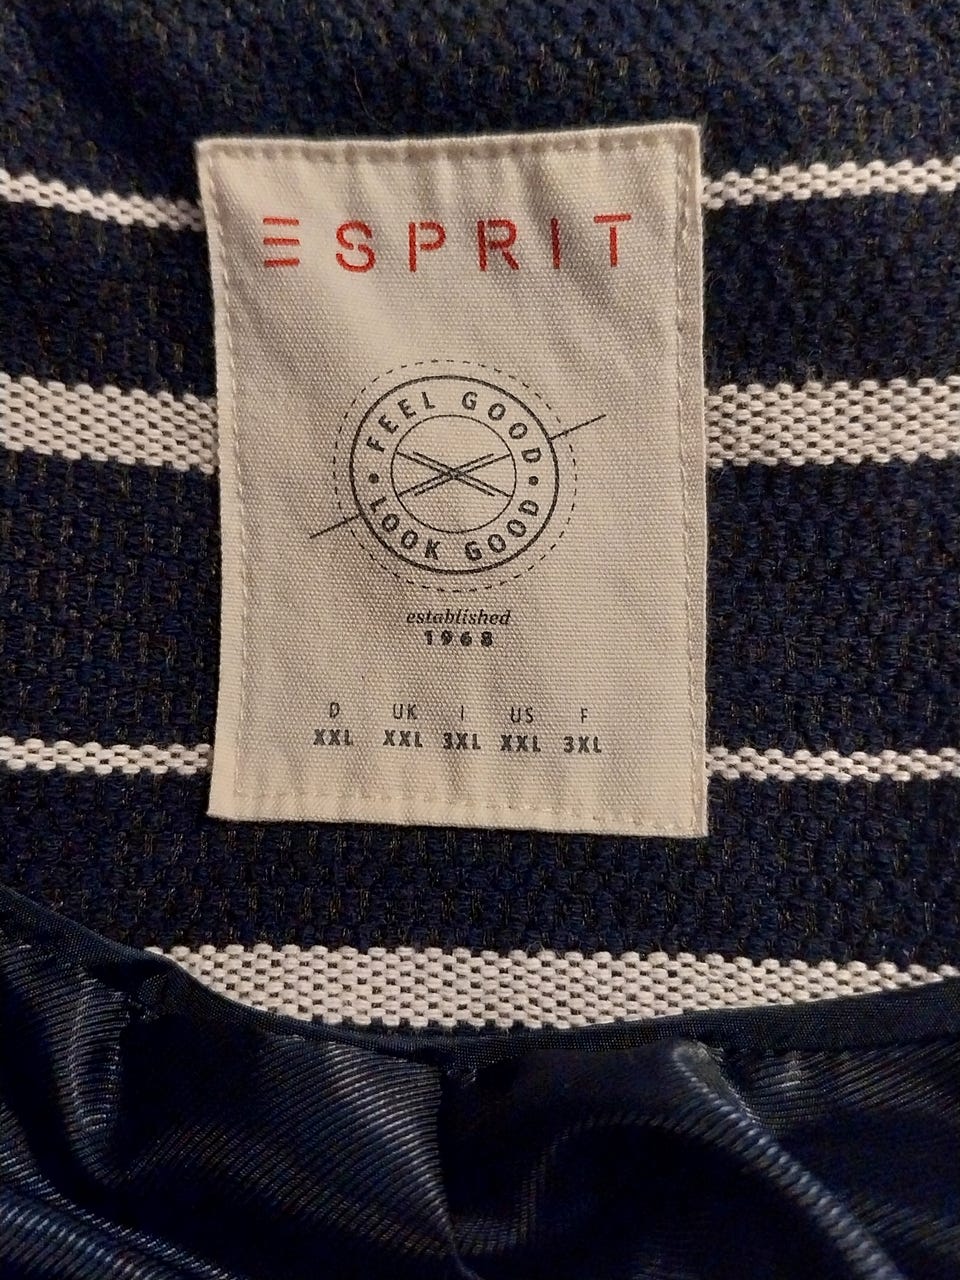 ESPRIT
FEEL GOOD
• LOOK GOOD •
established
1968
D UK I US F
XXL XXL 3XL XXL 3XL